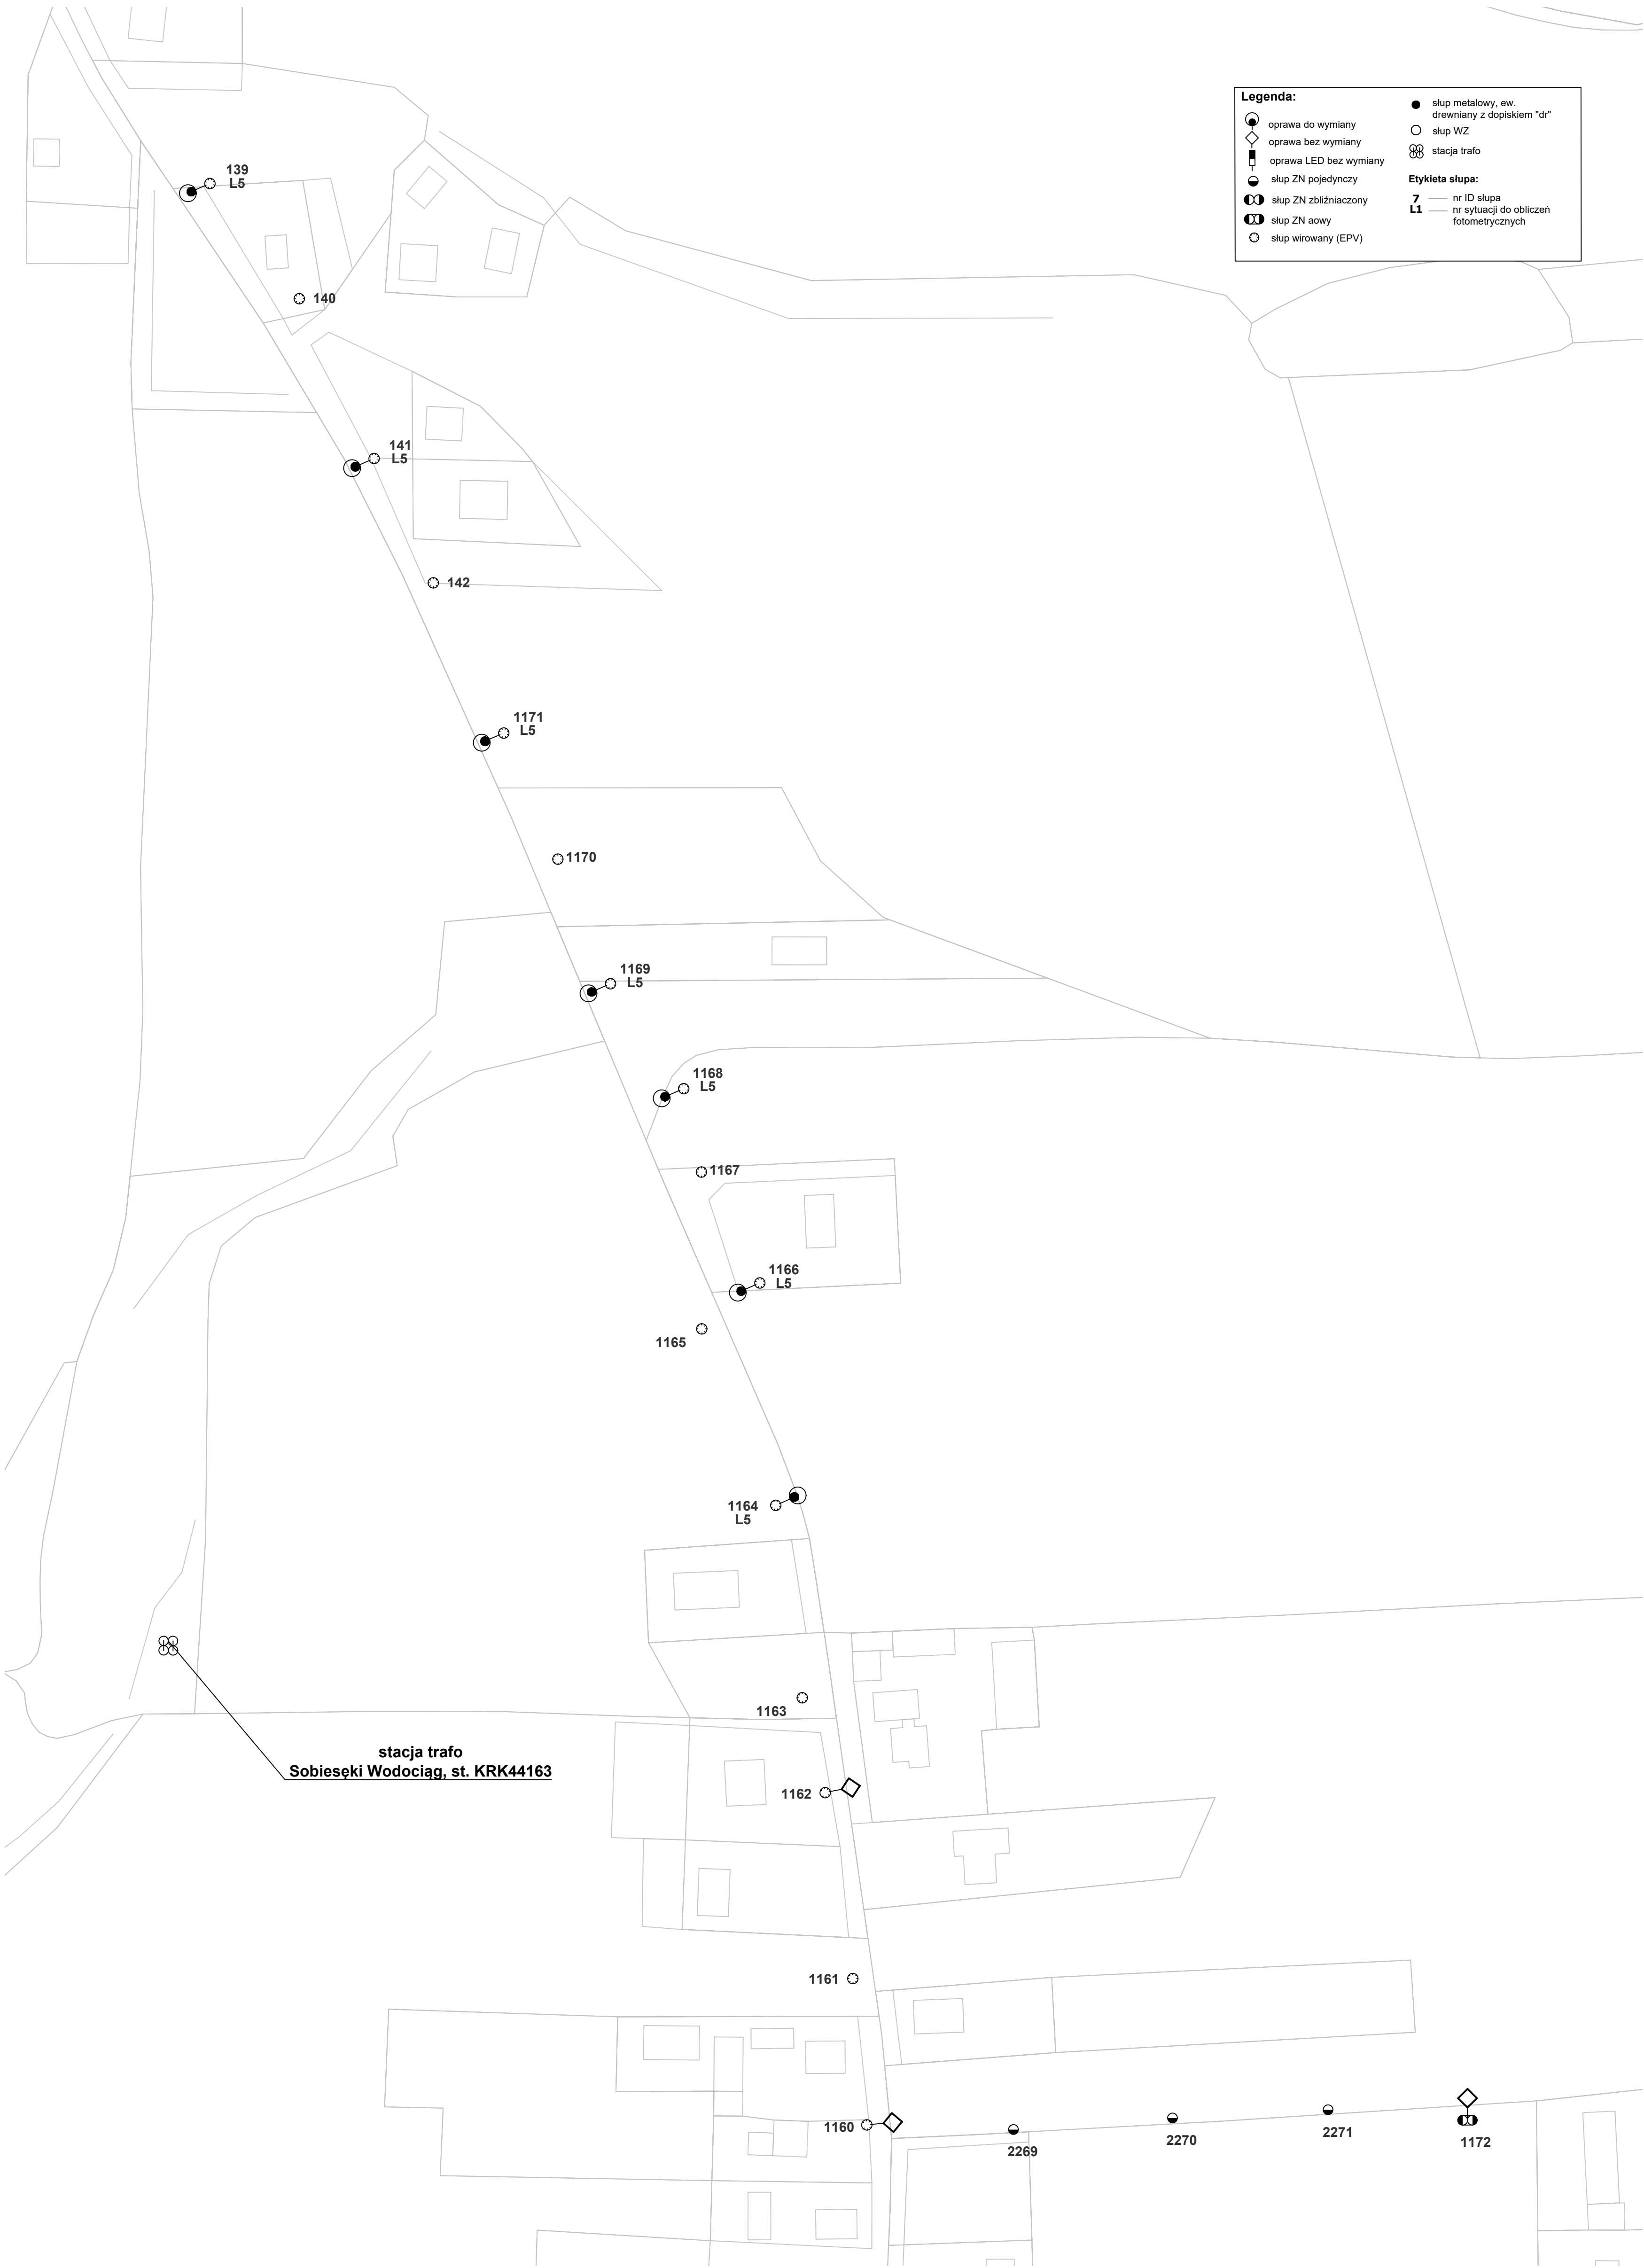 Legenda:
oprawa do wymiany
oprawa bez wymiany
oprawa LED bez wymiany
słup ZN pojedynczy
słup ZN zbliźniaczony
słup ZN aowy
słup wirowany (EPV)
słup metalowy, ew.
drewniany z dopiskiem "dr"
słup WZ
stacja trafo
Etykieta słupa:
7 nr ID słupa
L1 nr sytuacji do obliczeń
fotometrycznych
139
L5
140
141
L5
142
1171
L5
1170
1169
L5
1168
L5
1167
1166
L5
1165
1164
L5
1163
stacja trafo
Sobiesęki Wodociąg, st. KRK44163
1162
1161
1160
2269
2270
2271
1172